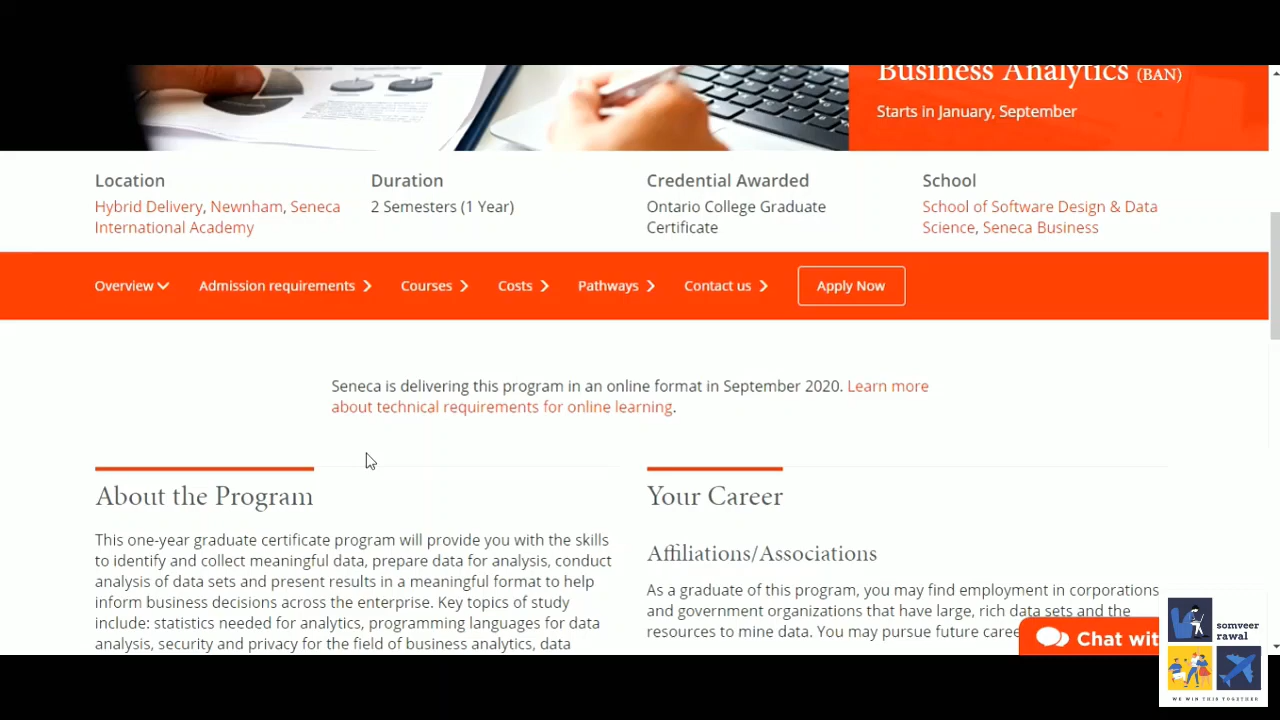 Business Analytics (BAN)
Starts in January, September
Location
Duration
Credential Awarded
School
Hybrid Delivery, Newnham, Seneca
International Academy
2 Semesters (1 Year)
Ontario College Graduate
Certificate
School of Software Design & Data
Science, Seneca Business
Overview
Admission requirements
Courses
Costs
Pathways
Contact us
Apply Now
Seneca is delivering this program in an online format in September 2020. Learn more
about technical requirements for online learning.
About the Program
This one-year graduate certificate program will provide you with the skills
to identify and collect meaningful data, prepare data for analysis, conduct
analysis of data sets and present results in a meaningful format to help
inform business decisions across the enterprise. Key topics of study
include: statistics needed for analytics, programming languages for data
analysis, security and privacy for the field of business analytics, data
Your Career
Affiliations/Associations
As a graduate of this program, you may find employment in corporations
and government organizations that have large, rich data sets and the
resources to mine data. You may pursue future caree
Chat wit
somveer
rawal
WE WIN THIS TOGETHER